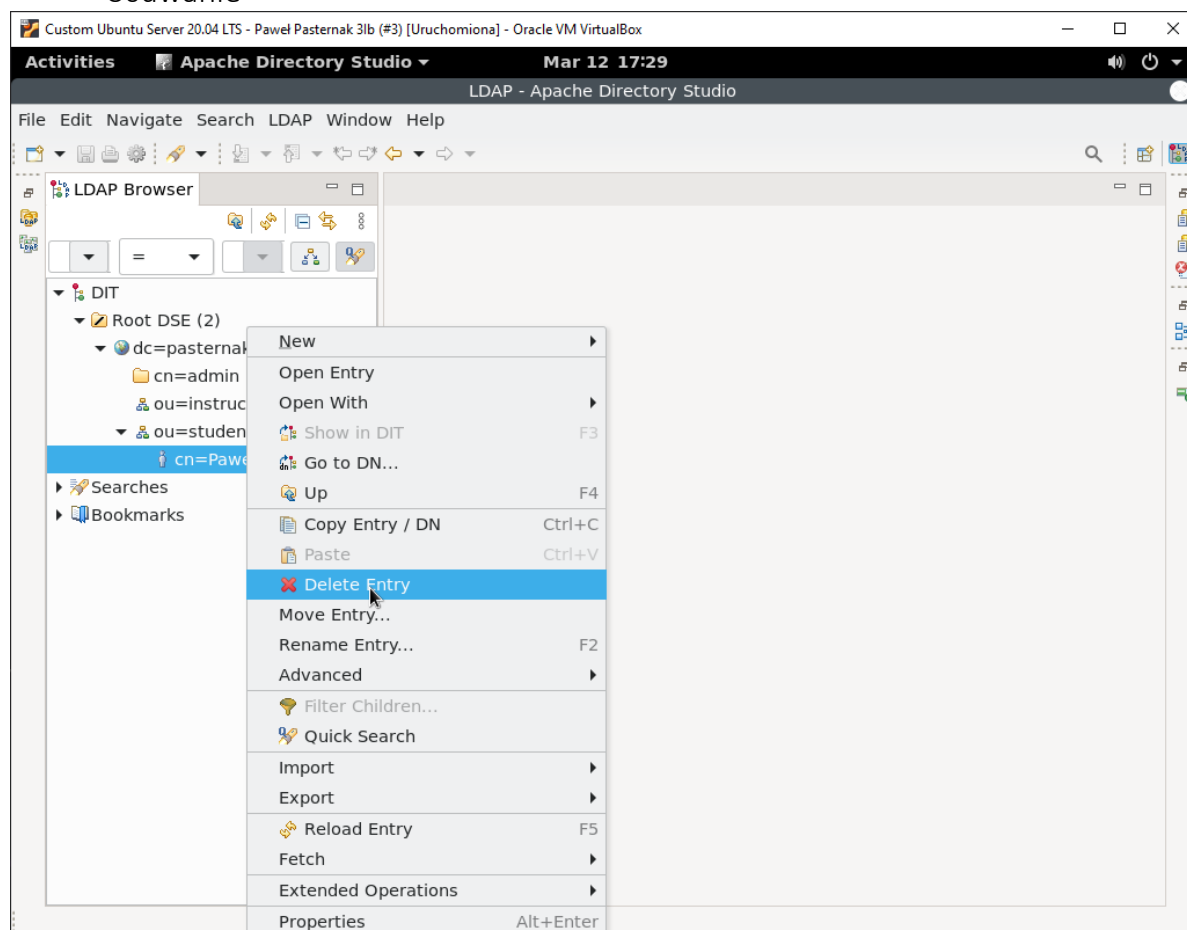 Custom Ubuntu Server 20.04 LTS - Paweł Pasternak 3lb (#3) [Uruchomiona] - Oracle VM VirtualBox
Activities Apache Directory Studio Mar 12 17:29
LDAP - Apache Directory Studio
File Edit Navigate Search LDAP Window Help
LDAP Browser
=
DIT
Root DSE (2)
dc=pasternak
cn=admin
ou=instruc
ou=studen
cn=Pawe
Searches
Bookmarks
New
Open Entry
Open With
Show in DIT F3
Go to DN...
Up F4
Copy Entry / DN Ctrl+C
Paste Ctrl+V
Delete Entry
Move Entry...
Rename Entry... F2
Advanced
Filter Children...
Quick Search
Import
Export
Reload Entry F5
Fetch
Extended Operations
Properties Alt+Enter